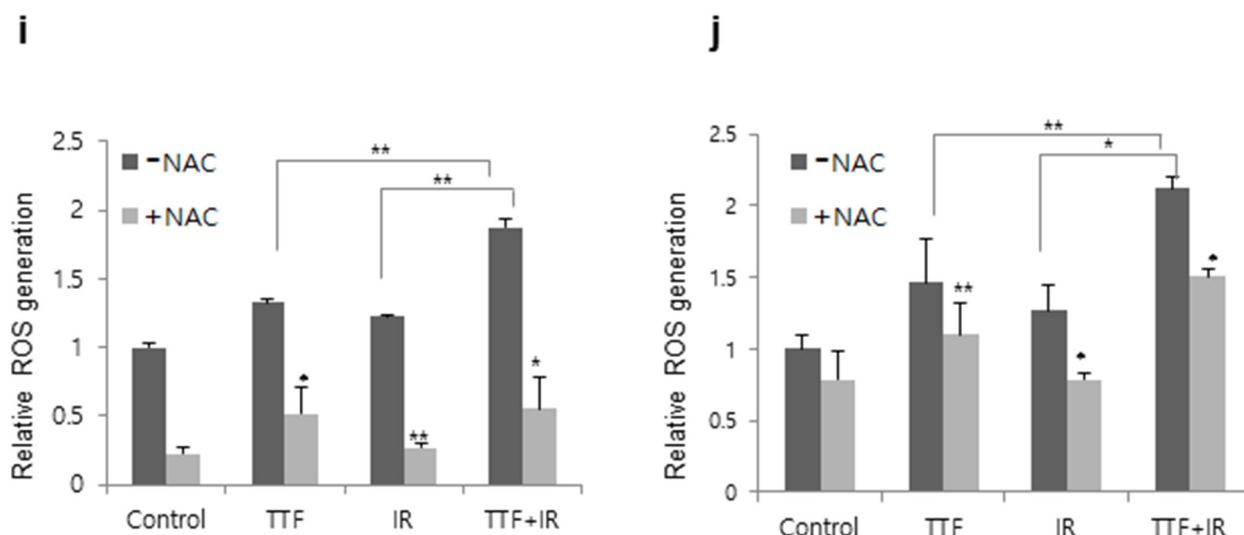 i
2.5
2
1.5
1
0.5
0
Relative ROS generation
-NAC
+NAC
**
**
*
**
*
*
Control TTF IR TTF+IR
j
2.5
2
1.5
1
0.5
0
Relative ROS generation
-NAC
+NAC
**
*
**
*
*
Control TTF IR TTF+IR